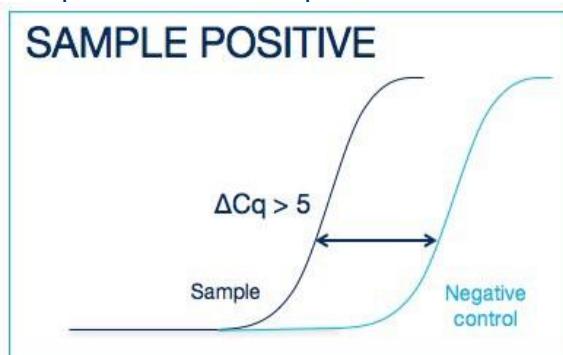 SAMPLE POSITIVE
ΔCq > 5
Sample
Negative
control